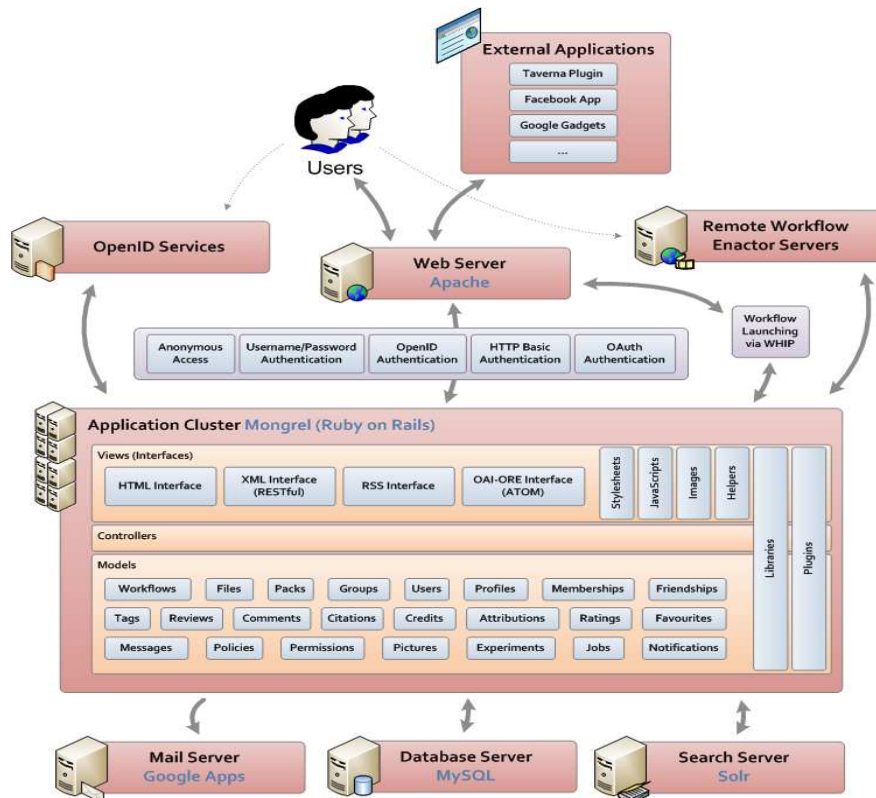 External Applications
Taverna Plugin
Facebook App
Google Gadgets
...
Users
OpenID Services
Web Server
Apache
Remote Workflow
Enactor Servers
Anonymous
Access
Username/Password
Authentication
OpenID
Authentication
HTTP Basic
Authentication
OAuth
Authentication
Workflow
Launching
via WHIP
Application Cluster Mongrel (Ruby on Rails)
Views (Interfaces)
HTML Interface
XML Interface
(RESTful)
RSS Interface
OAI-ORE Interface
(ATOM)
Stylesheets
JavaScripts
Images
Helpers
Libraries
Plugins
Controllers
Models
Workflows
Files
Packs
Groups
Users
Profiles
Memberships
Friendships
Tags
Reviews
Comments
Citations
Credits
Attributions
Ratings
Favourites
Messages
Policies
Permissions
Pictures
Experiments
Jobs
Notifications
Mail Server
Google Apps
Database Server
MySQL
Search Server
Solr